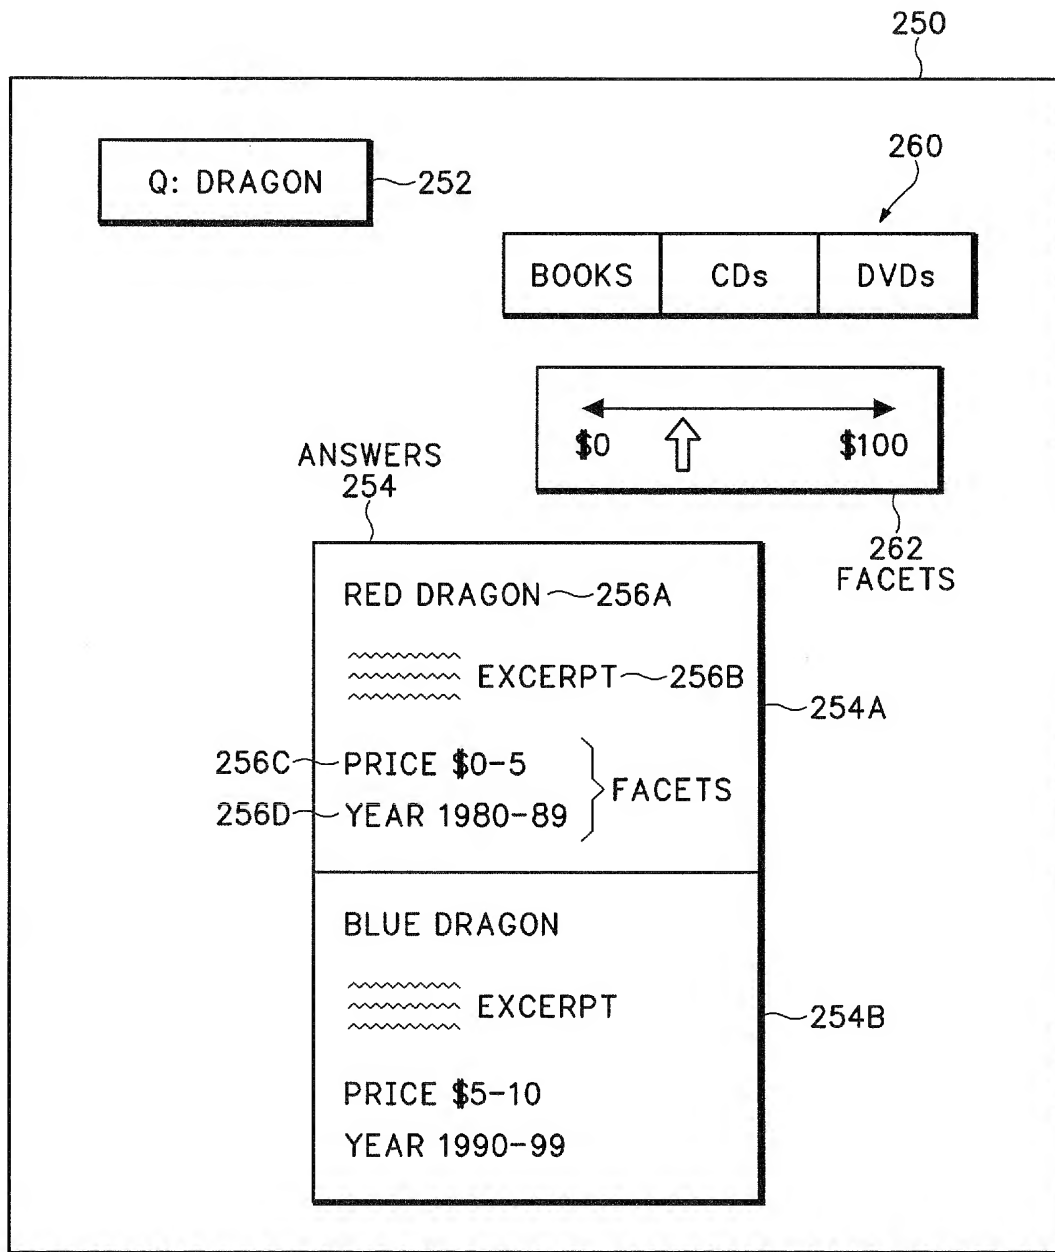 250
Q: DRAGON
252
260
BOOKS CDs DVDs
$0 $100
262
FACETS
ANSWERS
254
RED DRAGON 256A
EXCERPT 256B
254A
256C PRICE $0-5
FACETS
256D YEAR 1980-89
BLUE DRAGON
EXCERPT
254B
PRICE $5-10
YEAR 1990-99